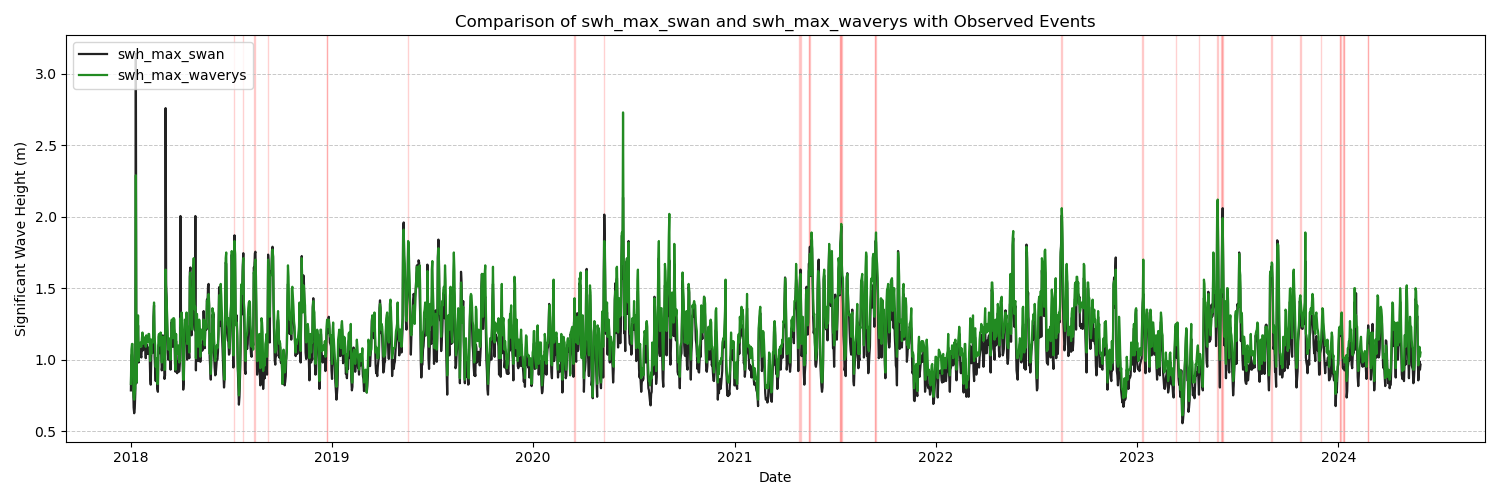 Comparison of swh_max_swan and swh_max_waverys with Observed Events
swh_max_swan
swh_max_waverys
Significant Wave Height (m)
3.0
2.5
2.0
1.5
1.0
0.5
2018 2019 2020 2021 2022 2023 2024
Date